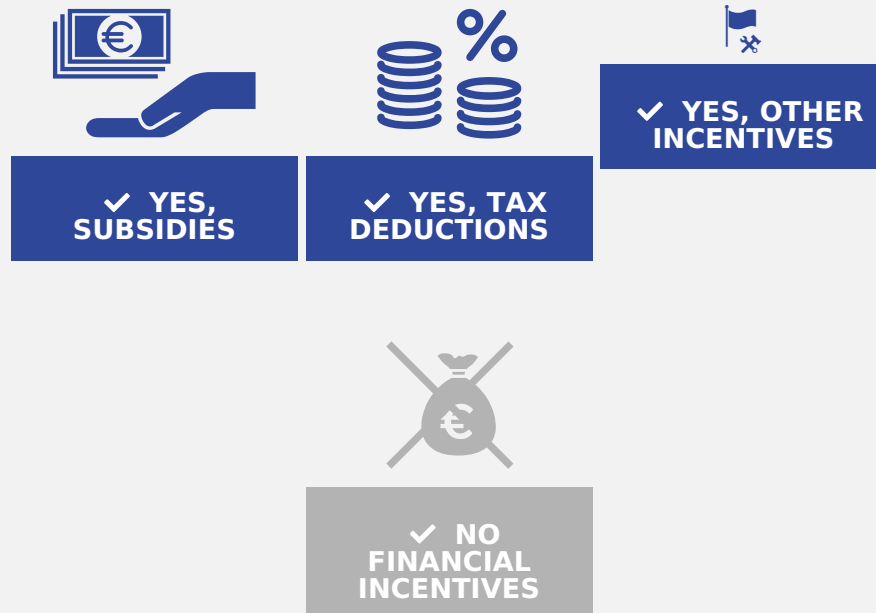 €
✔ YES,
SUBSIDIES
%
✔ YES, TAX
DEDUCTIONS
✔ YES, OTHER
INCENTIVES
€
✔ NO
FINANCIAL
INCENTIVES